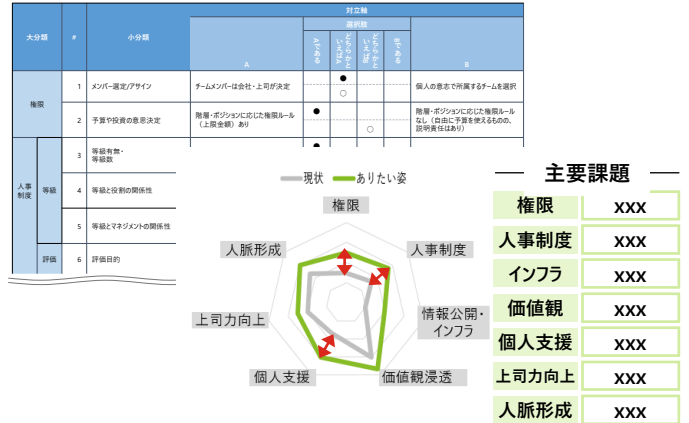 対立軸
選択数
大分類
#
小分類
A
Aである
どちらかと
いえばA
どちらかと
いえばB
Bである
B
権限
1
メンバー選定/アサイン
チームメンバーは会社・上司が決定
●
○
個人の意志で所属するチームを選択
2
予算や投資の意思決定
階層・ポジションに応じた権限ルール
（上限金額）あり
●
○
階層・ポジションに応じた権限ルール
なし（自由に予算を使えるものの、
説明責任はあり）
人事
制度
等級
3
等級有無・
等級数
4
等級と役割の関係性
5
等級とマネジメントの関係性
評価
6
評価目的
現状
ありたい姿
権限
人事制度
情報公開・
インフラ
価値観浸透
個人支援
上司力向上
人脈形成
主要課題
権限 xxx
人事制度 xxx
インフラ xxx
価値観 xxx
個人支援 xxx
上司力向上 xxx
人脈形成 xxx